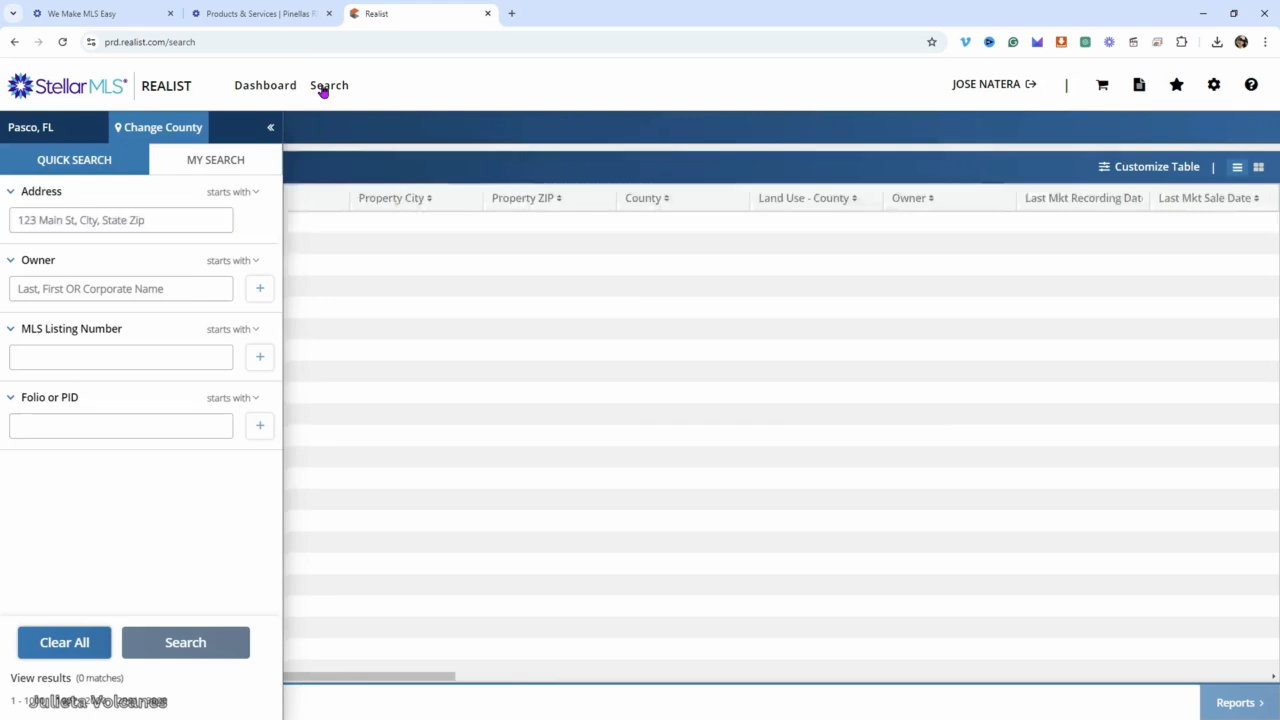 We Make MLS Easy
Products & Services | Pinellas R
Realist
prd.realist.com/search
StellarMLS
REALIST
Dashboard
Search
JOSE NATERA
Pasco, FL
Change County
QUICK SEARCH
MY SEARCH
Customize Table
Address
starts with
123 Main St, City, State Zip
Property City
Property ZIP
County
Land Use - County
Owner
Last Mkt Recording Dat
Last Mkt Sale Date
Owner
starts with
Last, First OR Corporate Name
MLS Listing Number
starts with
Folio or PID
starts with
Clear All
Search
View results (0 matches)
Julieta Volcanes
Reports